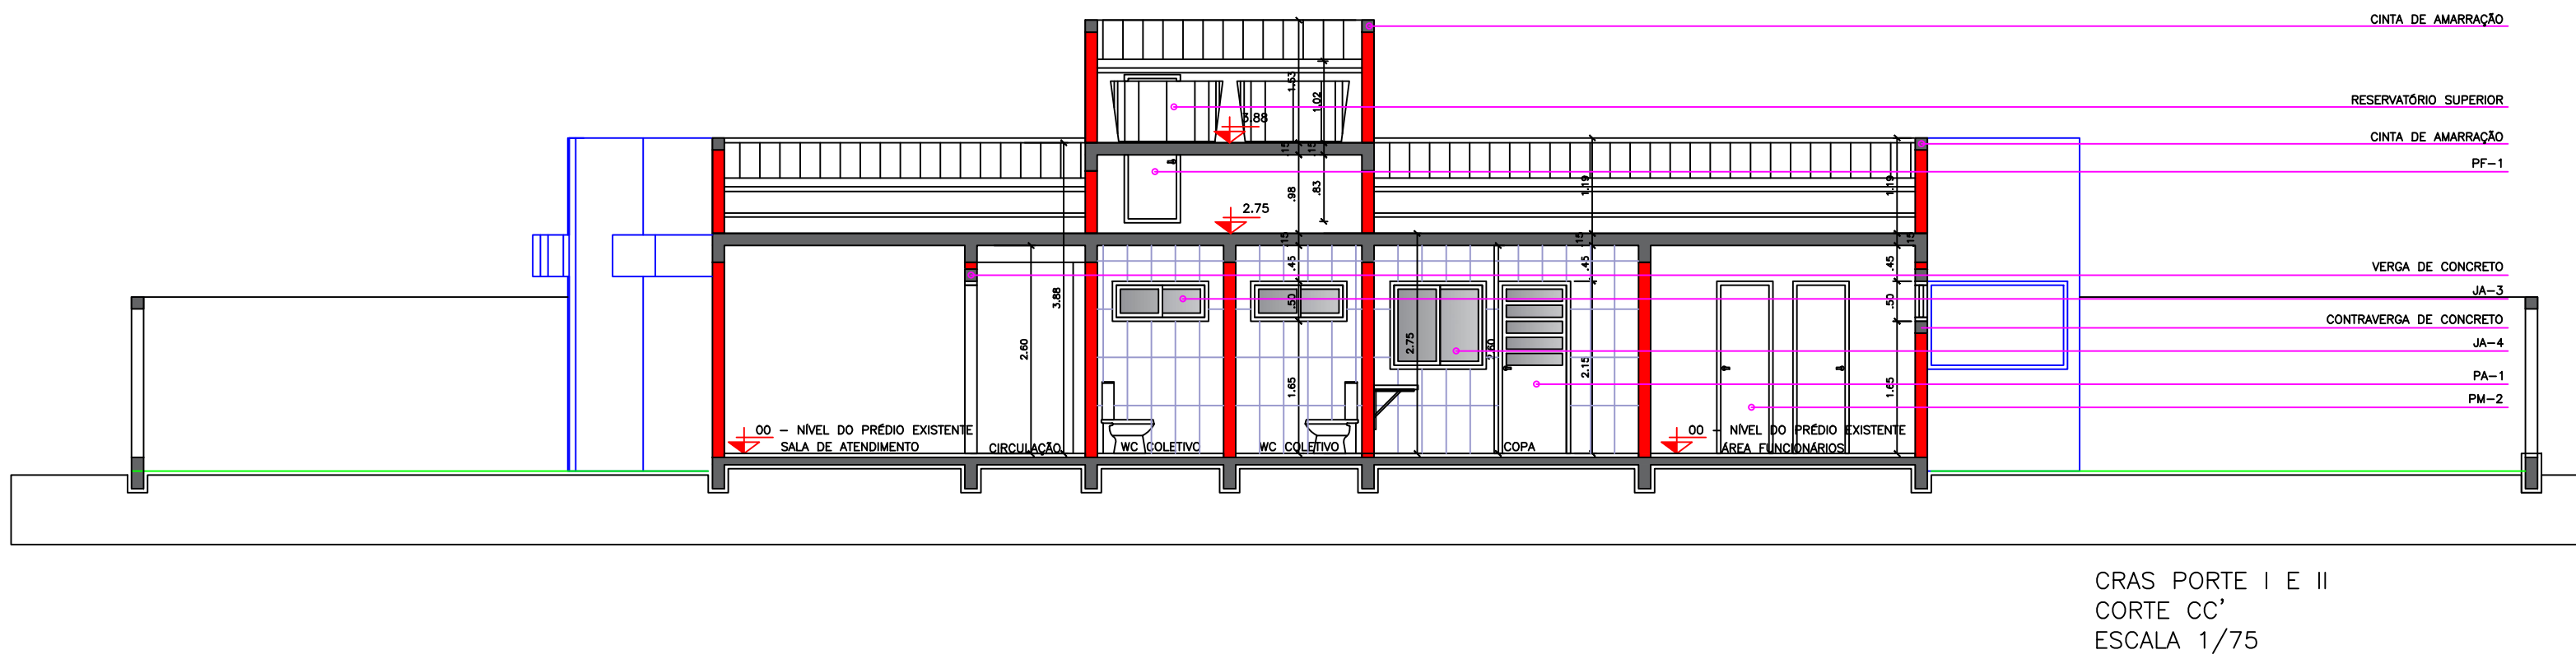 CINTA DE AMARRAÇÃO
RESERVATÓRIO SUPERIOR
CINTA DE AMARRAÇÃO
PF-1
VERGA DE CONCRETO
JA-3
CONTRAVERGA DE CONCRETO
JA-4
PA-1
PM-2
1.53
1.02
3.88
.15
.15
.98
.83
1.19
1.19
2.75
.15
.15
.15
.45
.45
.45
3.88
.50
.50
2.60
2.75
2.60
2.15
1.65
1.65
00 - NÍVEL DO PRÉDIO EXISTENTE
SALA DE ATENDIMENTO
CIRCULAÇÃO
WC COLETIVO
WC COLETIVO
COPA
00 - NÍVEL DO PRÉDIO EXISTENTE
ÁREA FUNCIONÁRIOS
CRAS PORTE I E II
CORTE CC'
ESCALA 1/75